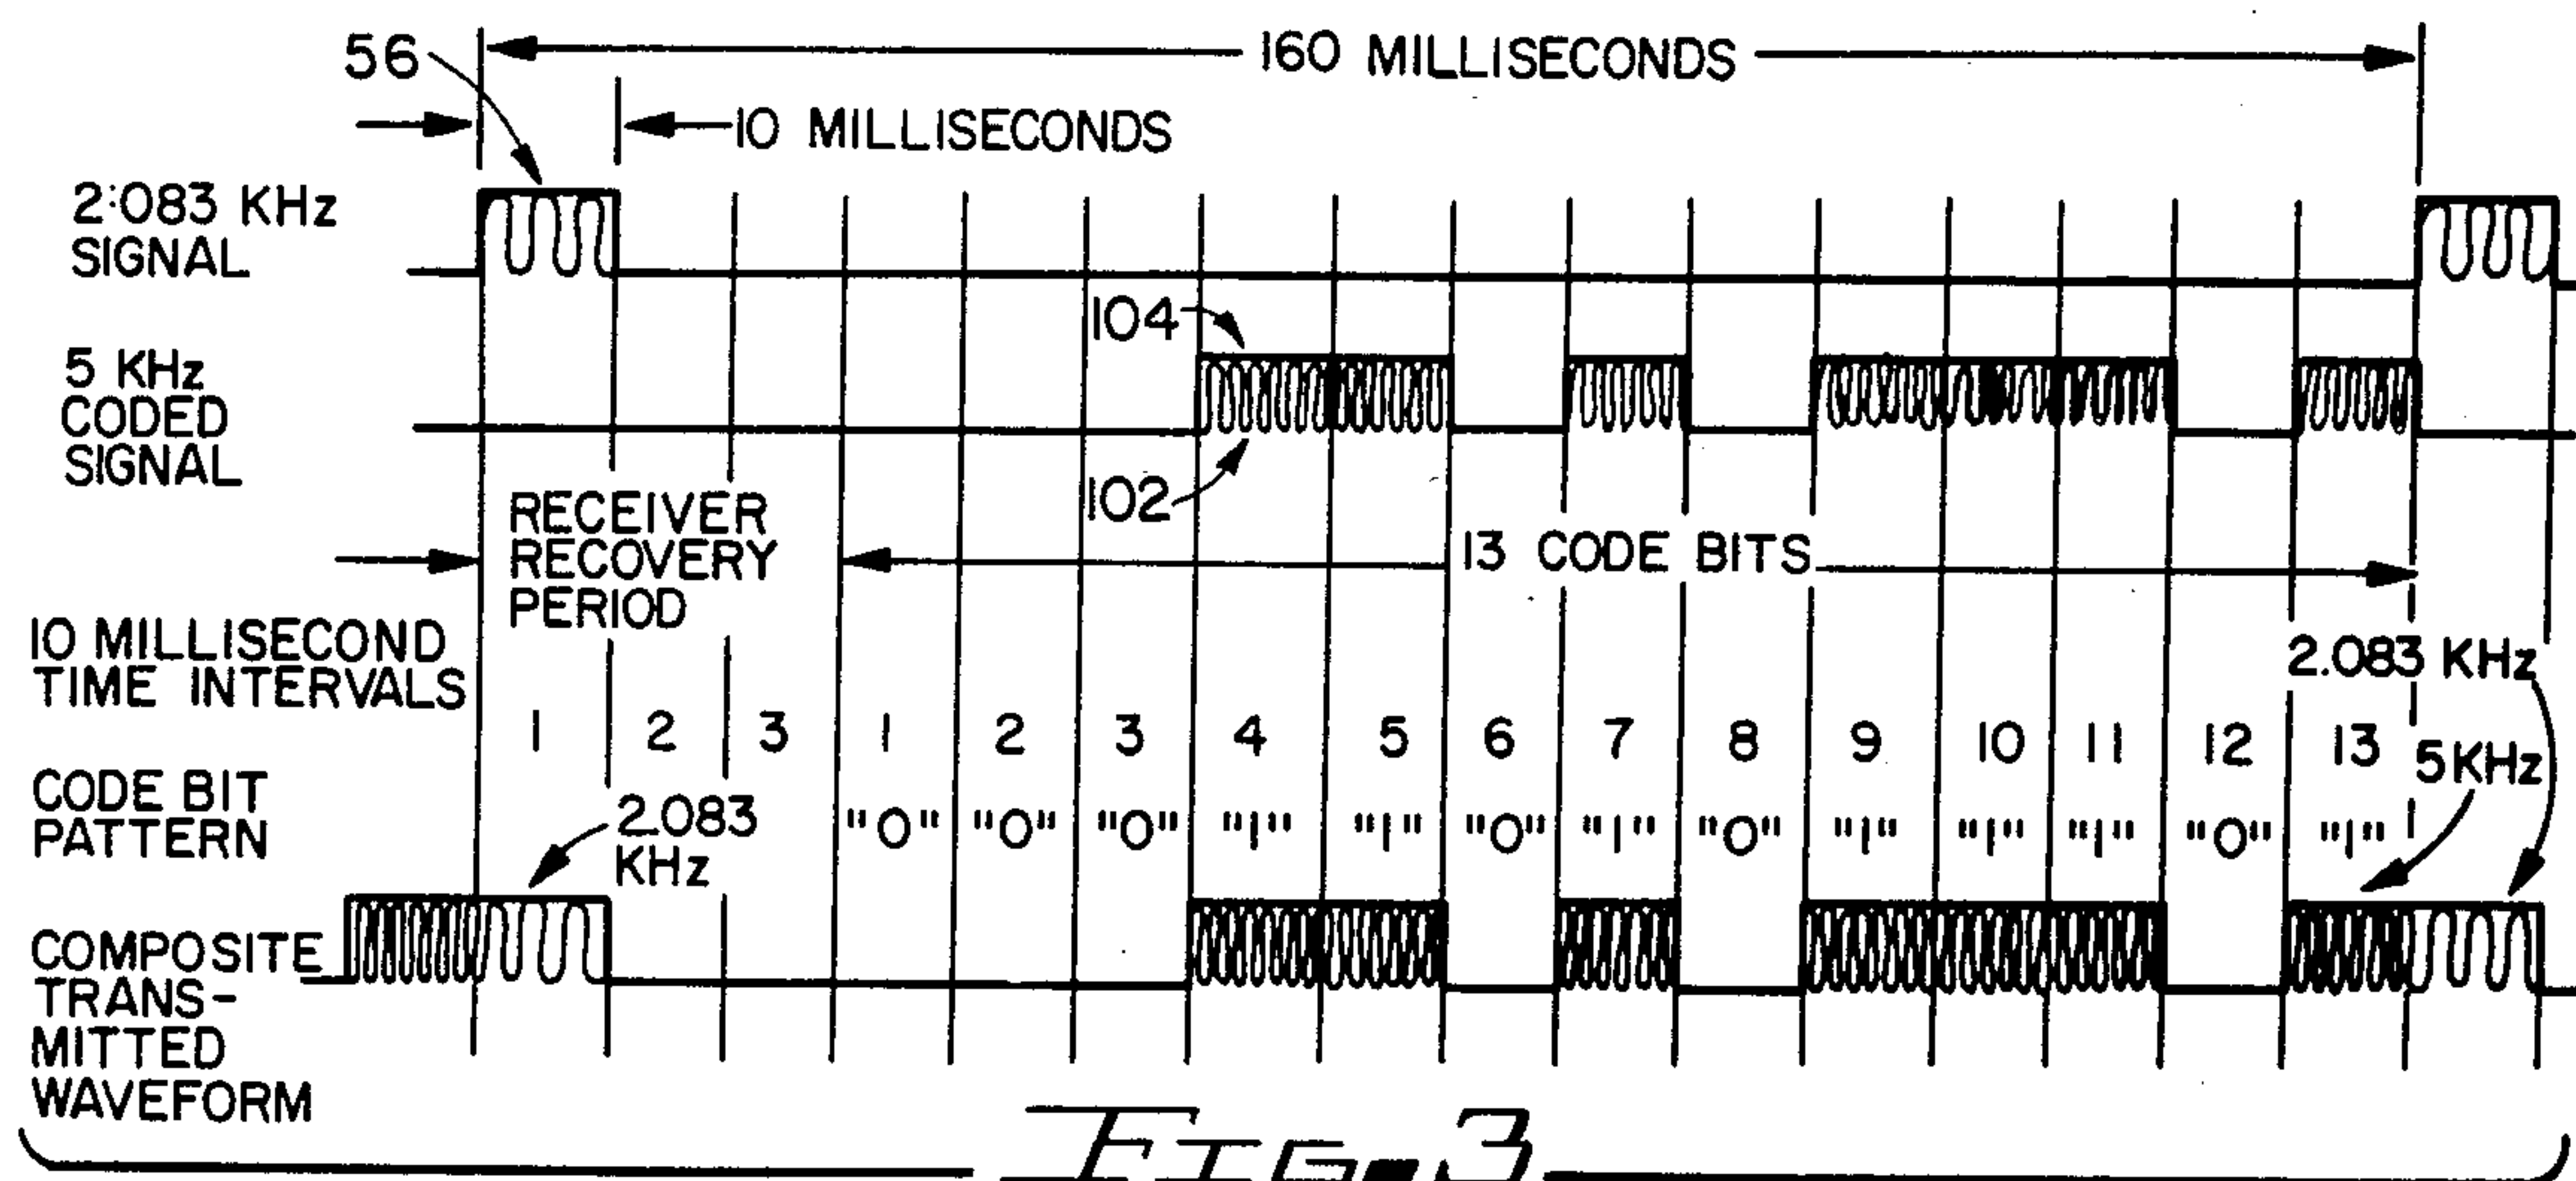 160 MILLISECONDS
56
10 MILLISECONDS
2.083 KHz
SIGNAL
104
5 KHz
CODED
SIGNAL
102
RECEIVER
RECOVERY
PERIOD
13 CODE BITS
10 MILLISECOND
TIME INTERVALS
1 2 3 1 2 3 4 5 6 7 8 9 10 11 12 13
2.083 KHz
5KHz
CODE BIT
PATTERN
"0" "0" "0" "1" "1" "0" "1" "0" "1" "1" "1" "0" "1"
2.083
KHz
COMPOSITE
TRANS-
MITTED
WAVEFORM
FIG. 3